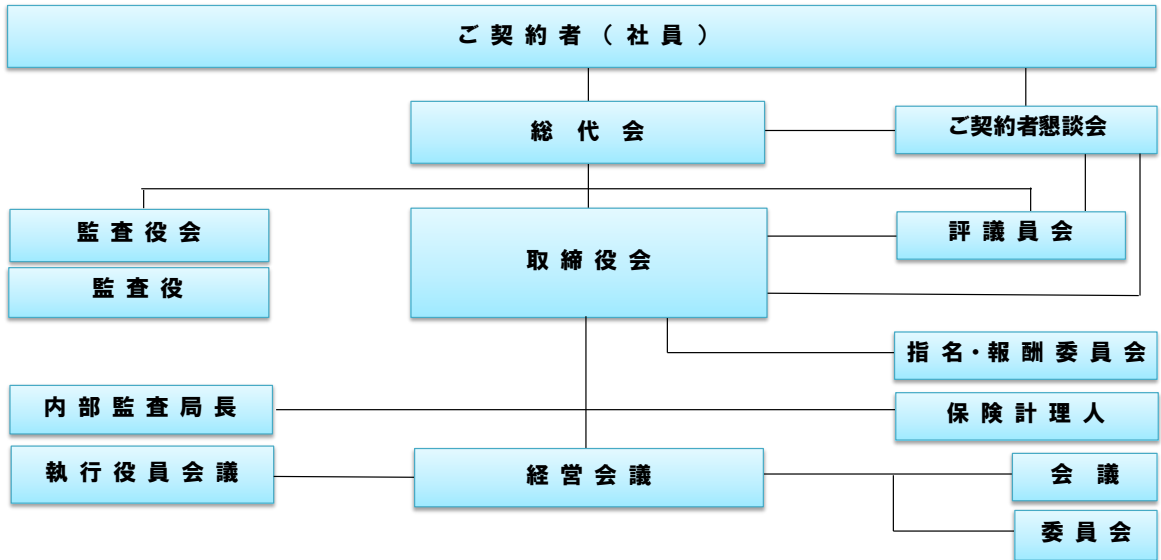 ご契約者（社員）
総代会
ご契約者懇談会
監査役会
取締役会
評議員会
監査役
指名・報酬委員会
内部監査局長
保険計理人
執行役員会議
経営会議
会議
委員会